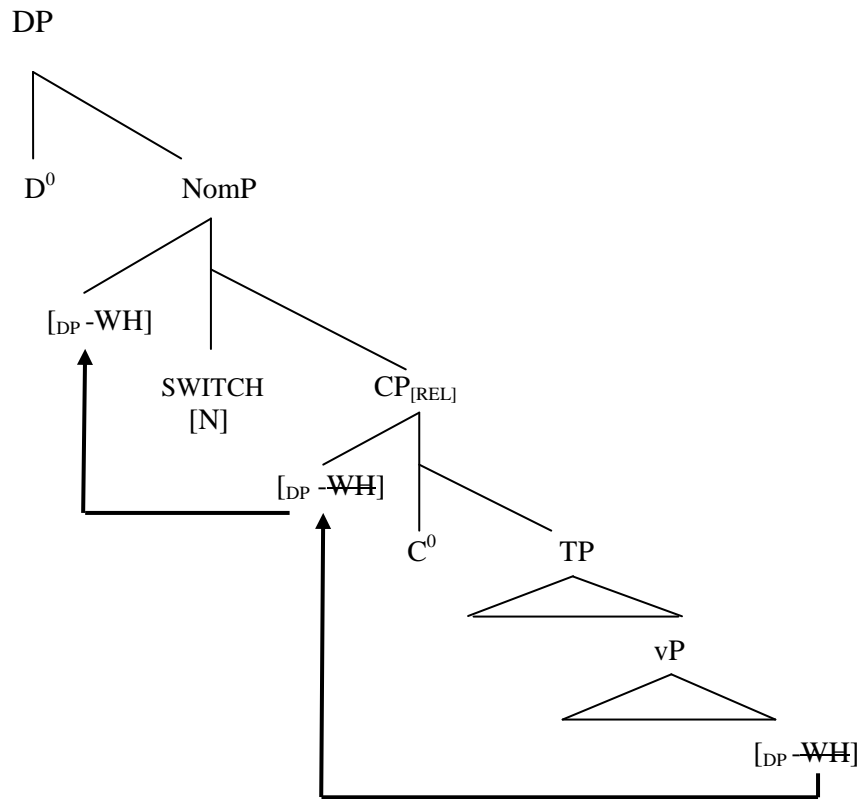 DP
D⁰ NomP
[DP -WH]
SWITCH CP[REL]
[N]
[DP -WH]
C⁰ TP
vP
[DP -WH]